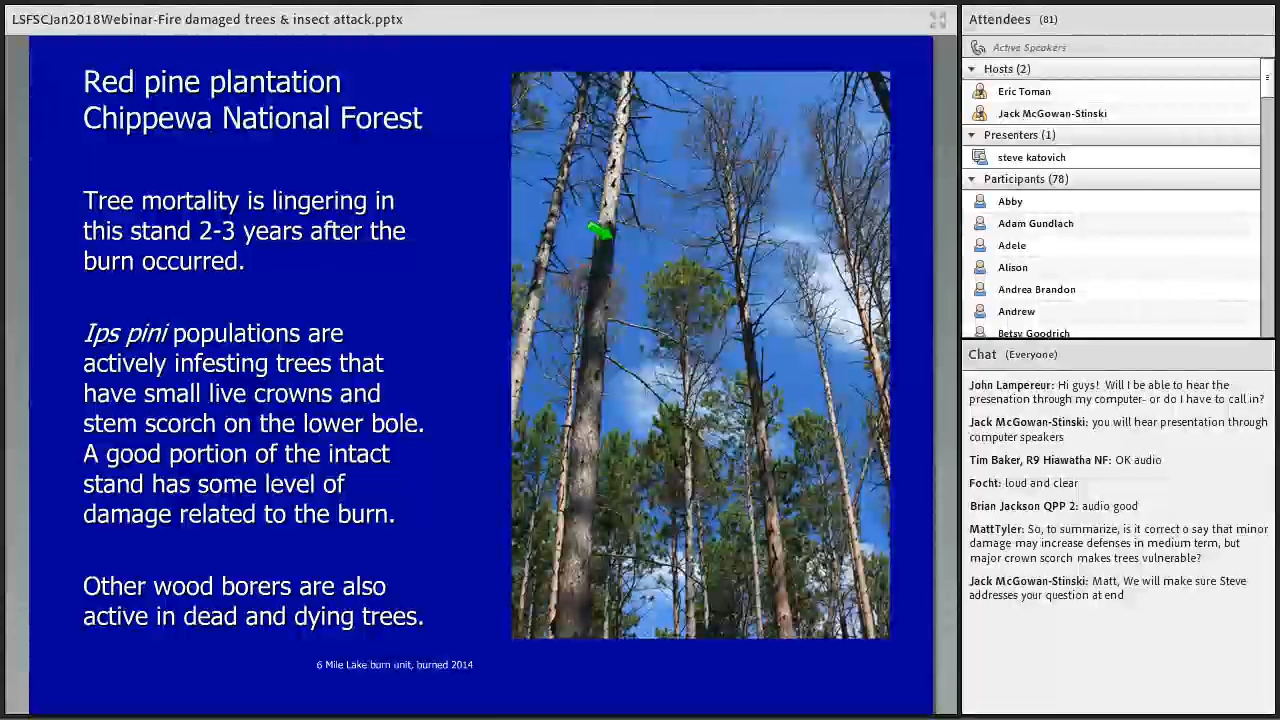 LSFSCJan2018Webinar-Fire damaged trees & insect attack.pptx
Red pine plantation
Chippewa National Forest
Tree mortality is lingering in
this stand 2-3 years after the
burn occurred.
Ips pini populations are
actively infesting trees that
have small live crowns and
stem scorch on the lower bole.
A good portion of the intact
stand has some level of
damage related to the burn.
Other wood borers are also
active in dead and dying trees.
6 Mile Lake burn unit, burned 2014
Attendees (81)
Active Speakers
Hosts (2)
Eric Toman
Jack McGowan-Stinski
Presenters (1)
steve katovich
Participants (78)
Abby
Adam Gundlach
Adele
Alison
Andrea Brandon
Andrew
Betsy Goodrich
Chat (Everyone)
John Lampereur: Hi guys! Will I be able to hear the
presenation through my computer- or do I have to call in?
Jack McGowan-Stinski: you will hear presentation through
computer speakers
Tim Baker, R9 Hiawatha NF: OK audio
Focht: loud and clear
Brian Jackson QPP 2: audio good
MattTyler: So, to summarize, is it correct o say that minor
damage may increase defenses in medium term, but
major crown scorch makes trees vulnerable?
Jack McGowan-Stinski: Matt, We will make sure Steve
addresses your question at end